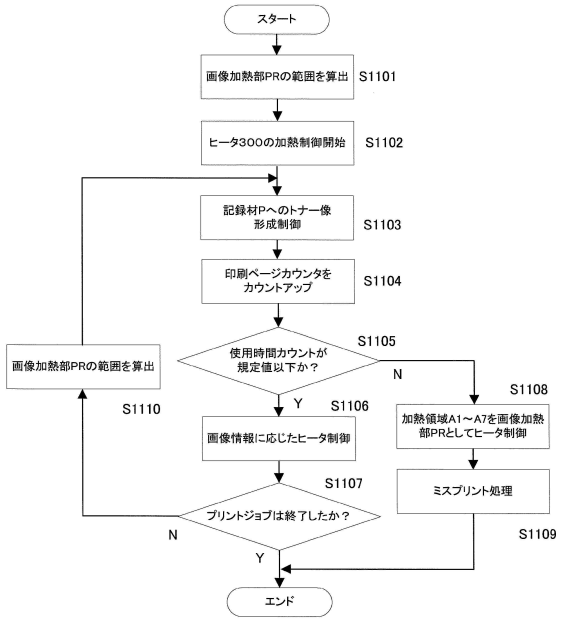 スタート
画像加熱部PRの範囲を算出
S1101
ヒータ300の加熱制御開始
S1102
記録材Pへのトナー像
形成制御
S1103
印刷ページカウンタを
カウントアップ
S1104
使用時間カウントが
規定値以下か？
S1105
N
Y
画像加熱部PRの範囲を算出
S1110
画像情報に応じたヒータ制御
S1106
加熱領域A1～A7を画像加熱
部PRとしてヒータ制御
S1108
プリントジョブは終了したか？
S1107
N
Y
ミスプリント処理
S1109
エンド